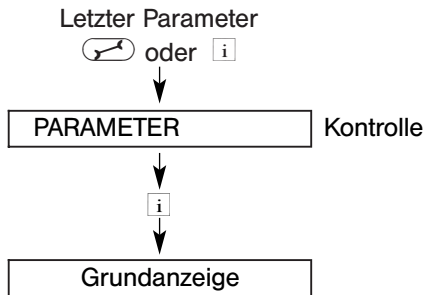 Letzter Parameter
oder i
PARAMETER Kontrolle
i
Grundanzeige